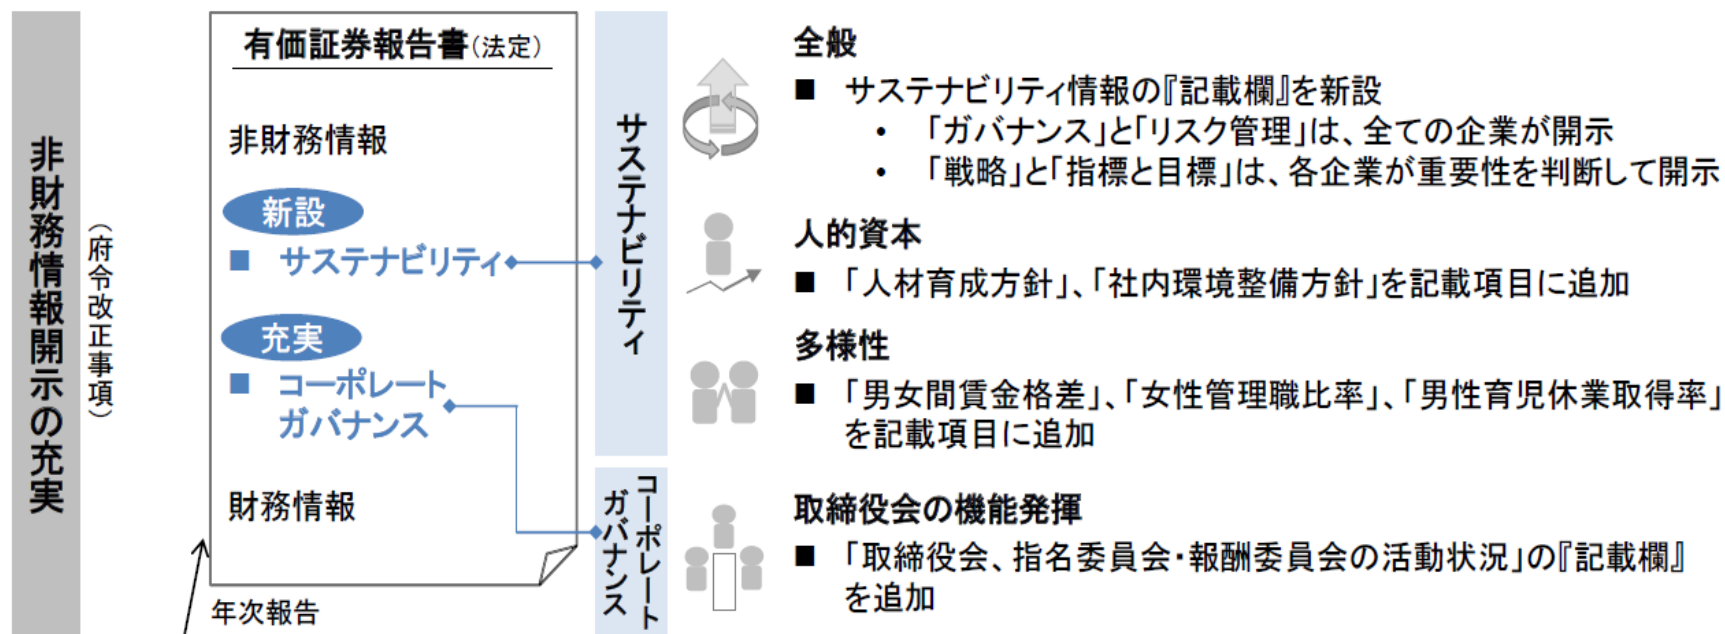 非財務情報開示の充実
（府令改正事項）
有価証券報告書(法定)
非財務情報
新設
■ サステナビリティ
充実
■ コーポレート
ガバナンス
財務情報
年次報告
サステナビリティ
コーポレート
ガバナンス
全般
■ サステナビリティ情報の『記載欄』を新設
• 「ガバナンス」と「リスク管理」は、全ての企業が開示
• 「戦略」と「指標と目標」は、各企業が重要性を判断して開示
人的資本
■ 「人材育成方針」、「社内環境整備方針」を記載項目に追加
多様性
■ 「男女間賃金格差」、「女性管理職比率」、「男性育児休業取得率」
を記載項目に追加
取締役会の機能発揮
■ 「取締役会、指名委員会・報酬委員会の活動状況」の『記載欄』
を追加